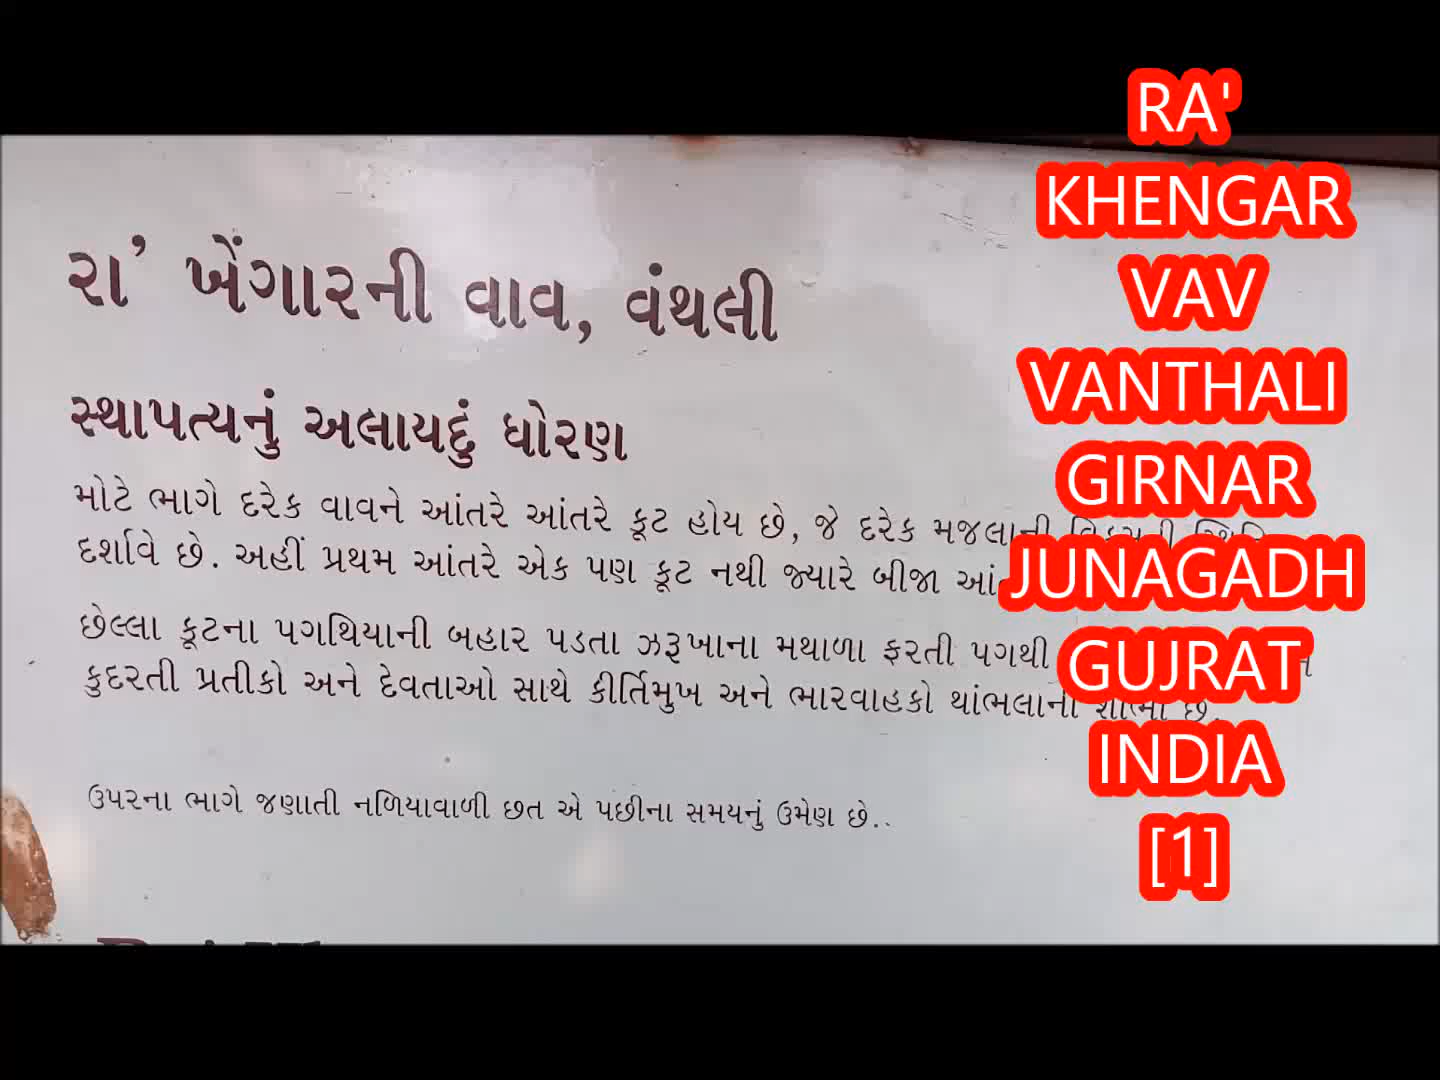 રા' ખેંગારની વાવ, વંથલી
સ્થાપત્યનું અલાયદું ધોરણ
મોટે ભાગે દરેક વાવને આંતરે આંતરે કૂટ હોય છે, જે દરેક મજલાની
દર્શાવે છે. અહીં પ્રથમ આંતરે એક પણ કૂટ નથી જ્યારે બીજા
છેલ્લા કૂટના પગથિયાની બહાર પડતા ઝરૂખાના મથાળા ફરતી પગથી
કુદરતી પ્રતીકો અને દેવતાઓ સાથે કીર્તિમુખ અને ભારવાહકો થાંભલાની છે.
ઉપરના ભાગે જણાતી નળિયાવાળી છત એ પછીના સમયનું ઉમેણ છે..
RA'
KHENGAR
VAV
VANTHALI
GIRNAR
JUNAGADH
GUJRAT
INDIA
[1]